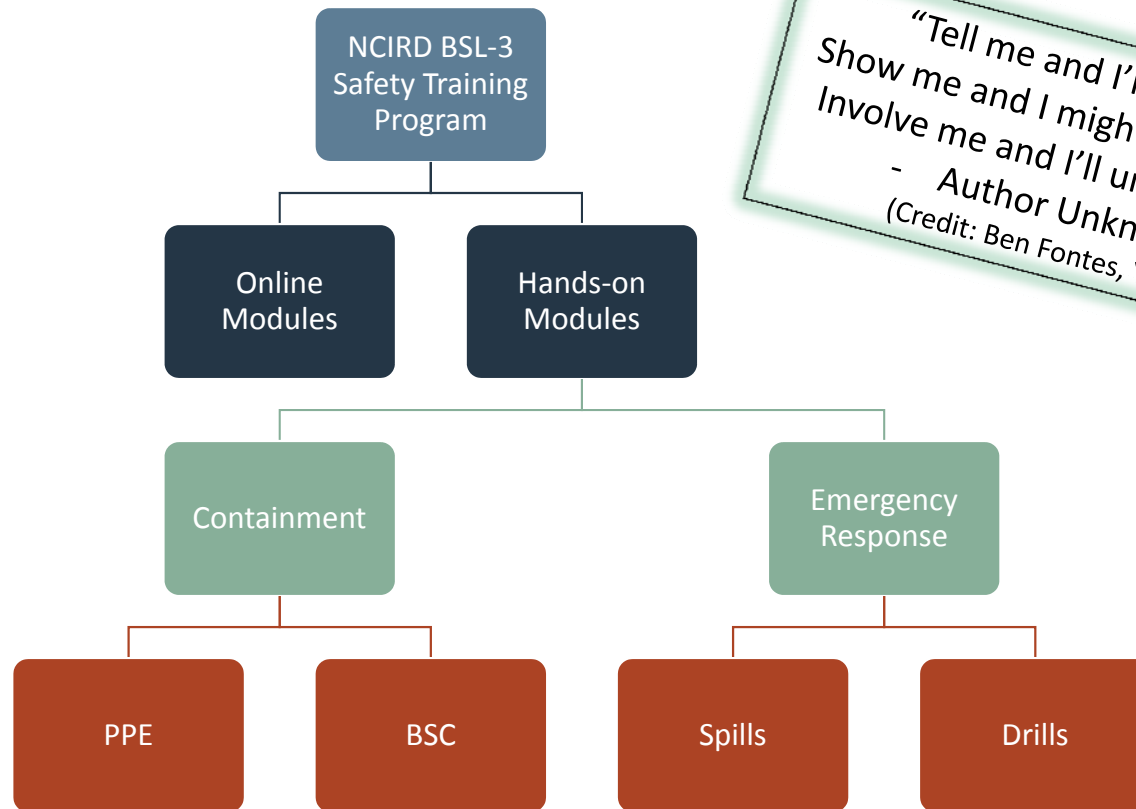 NCIRD BSL-3
Safety Training
Program
"Tell me and I'
Show me and I migh
Involve me and I'll
- Author Unkn
(Credit: Ben Fontes,
Online
Modules
Hands-on
Modules
Containment
Emergency
Response
PPE
BSC
Spills
Drills